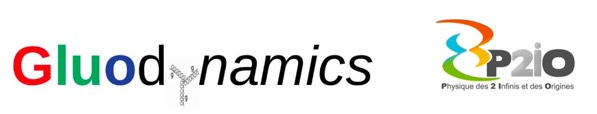 Gluodynamics
P2iO
Physique des 2 Infinis et des Origines